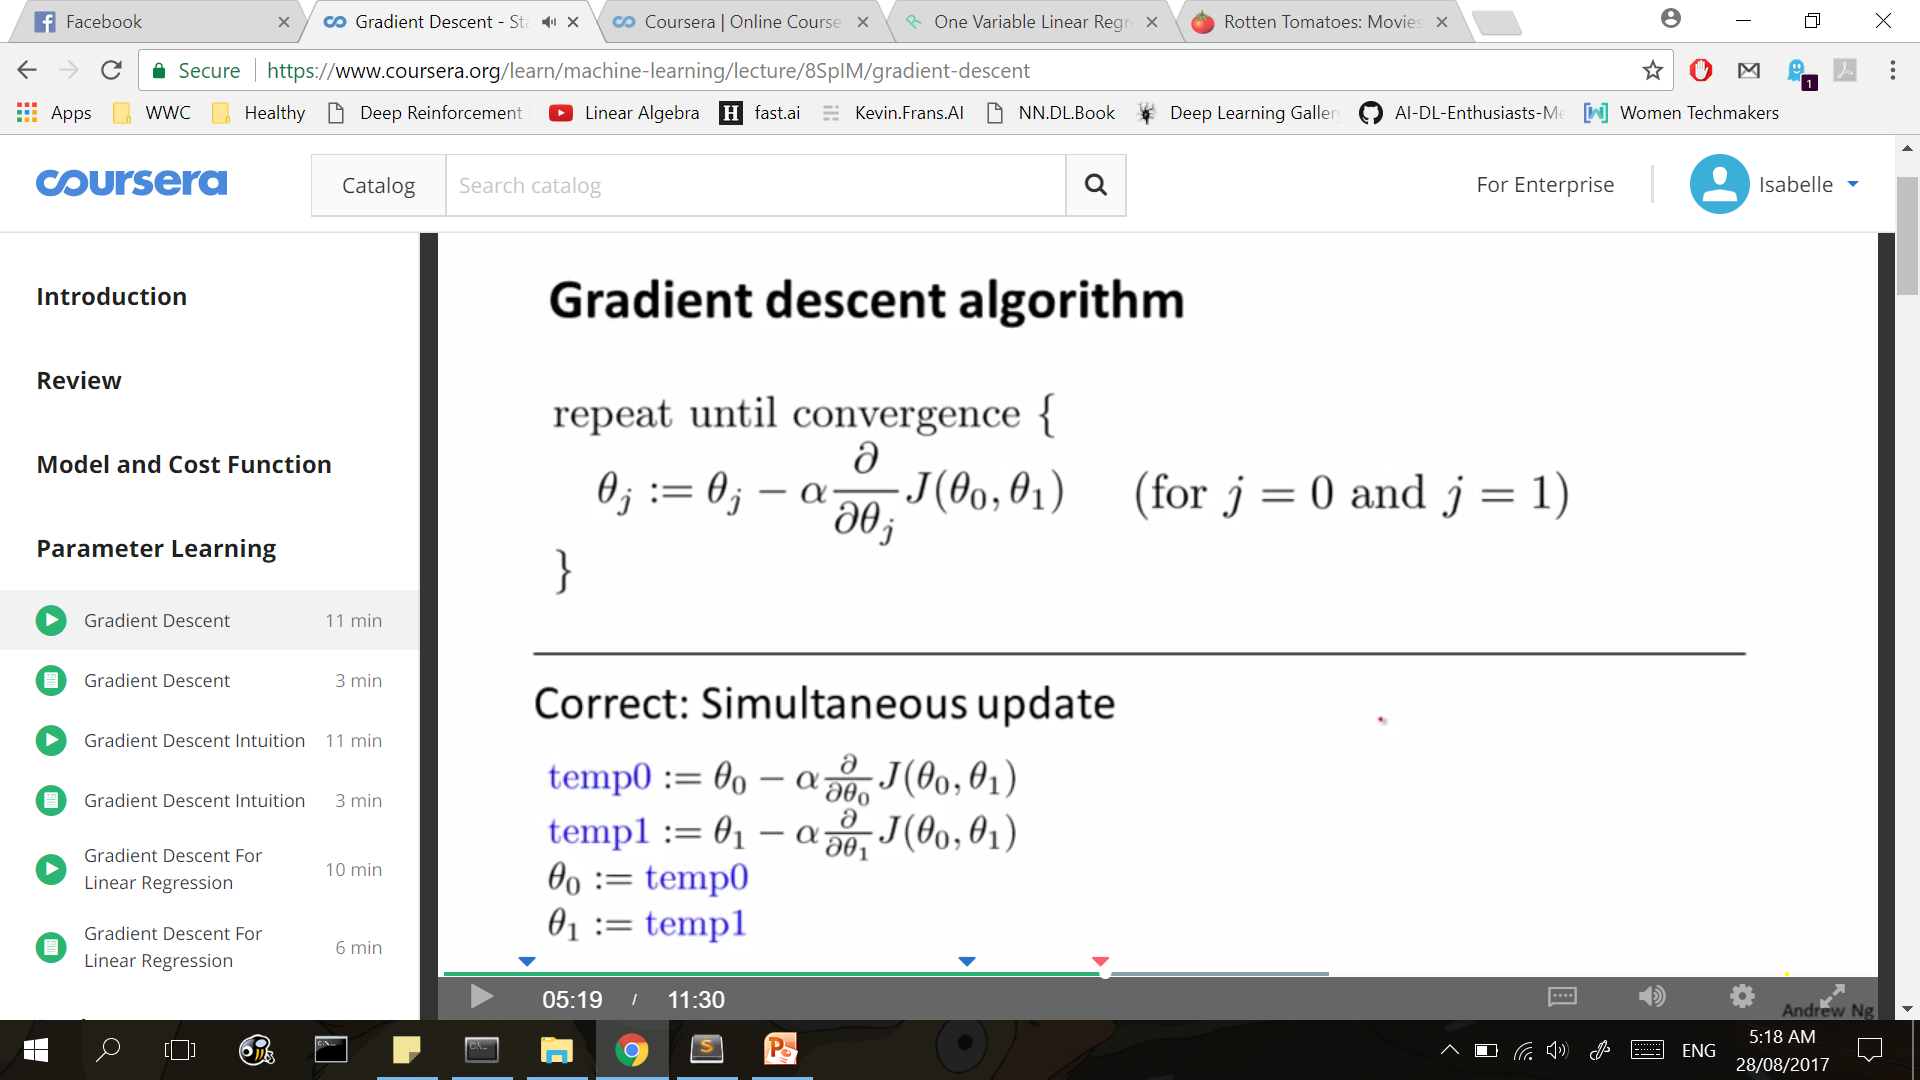 Facebook
Gradient Descent - Sta
Coursera | Online Course
One Variable Linear Regr
Rotten Tomatoes: Movies
Secure
https://www.coursera.org/learn/machine-learning/lecture/8SpIM/gradient-descent
1
Apps
WWC
Healthy
Deep Reinforcement
Linear Algebra
H fast.ai
Kevin.Frans.AI
NN.DL.Book
Deep Learning Galler
AI-DL-Enthusiasts-Me
Women Techmakers
coursera
Catalog
Search catalog
For Enterprise
Isabelle
Introduction
Review
Model and Cost Function
Parameter Learning
Gradient Descent 11 min
Gradient Descent 3 min
Gradient Descent Intuition 11 min
Gradient Descent Intuition 3 min
Gradient Descent For
Linear Regression 10 min
Gradient Descent For
Linear Regression 6 min
Gradient descent algorithm
repeat until convergence {
θj := θj − α ∂/∂θj J(θ0, θ1) (for j = 0 and j = 1)
}
Correct: Simultaneous update
temp0 := θ0 − α ∂/∂θ0 J(θ0, θ1)
temp1 := θ1 − α ∂/∂θ1 J(θ0, θ1)
θ0 := temp0
θ1 := temp1
05:19 / 11:30
Andrew Ng
ENG
5:18 AM
28/08/2017